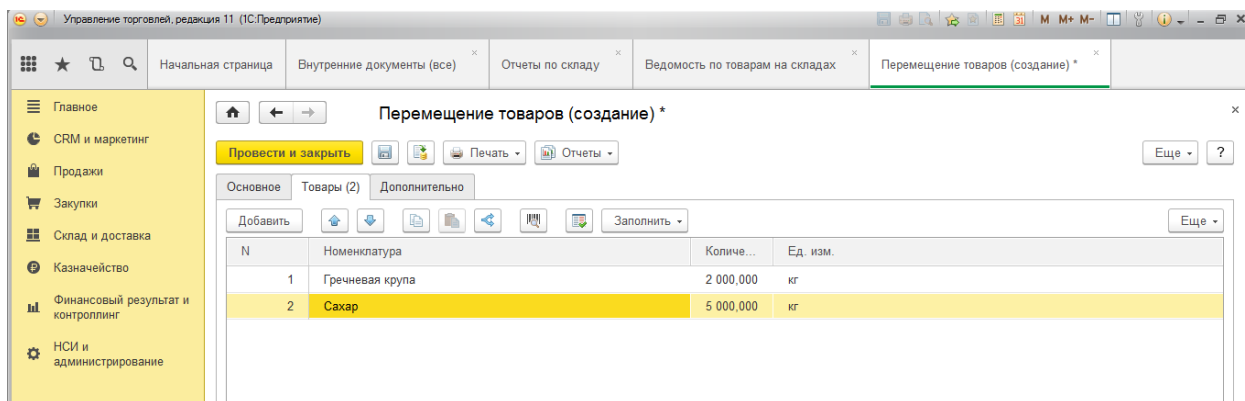 Управление торговлей, редакция 11 (1С:Предприятие) 31 M M+ M-
Начальная страница Внутренние документы (все) Отчеты по складу Ведомость по товарам на складах Перемещение товаров (создание) *
Главное
CRM и маркетинг
Продажи
Закупки
Склад и доставка
Казначейство
Финансовый результат и
контроллинг
НСИ и
администрирование
Перемещение товаров (создание) *
Провести и закрыть Печать Отчеты Еще ?
Основное Товары (2) Дополнительно
Добавить Заполнить Еще
N Номенклатура Количе... Ед. изм.
1 Гречневая крупа 2 000,000 кг
2 Сахар 5 000,000 кг